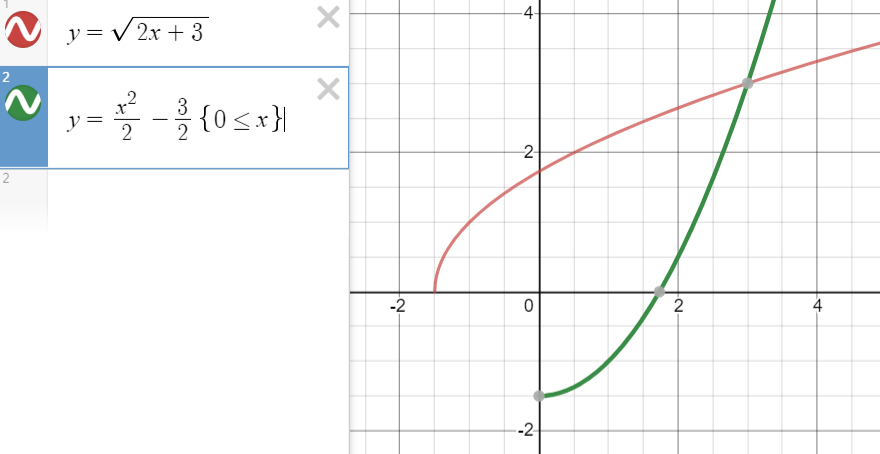 1
y = √(2x + 3)
2
y = x²/2 − 3/2 {0 ≤ x}
2
4
2
-2 0 2 4
-2